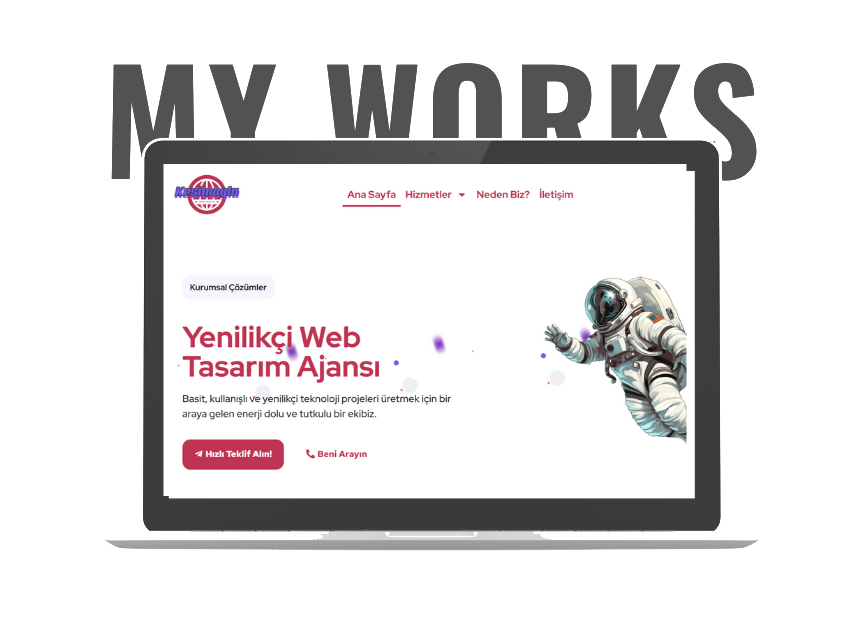 MY WORKS
Ana Sayfa Hizmetler Neden Biz? İletişim
Kurumsal Çözümler
Yenilikçi Web
Tasarım Ajansı
Basit, kullanışlı ve yenilikçi teknoloji projeleri üretmek için bir
araya gelen enerji dolu ve tutkulu bir ekibiz.
Hızlı Teklif Alın! Beni Arayın